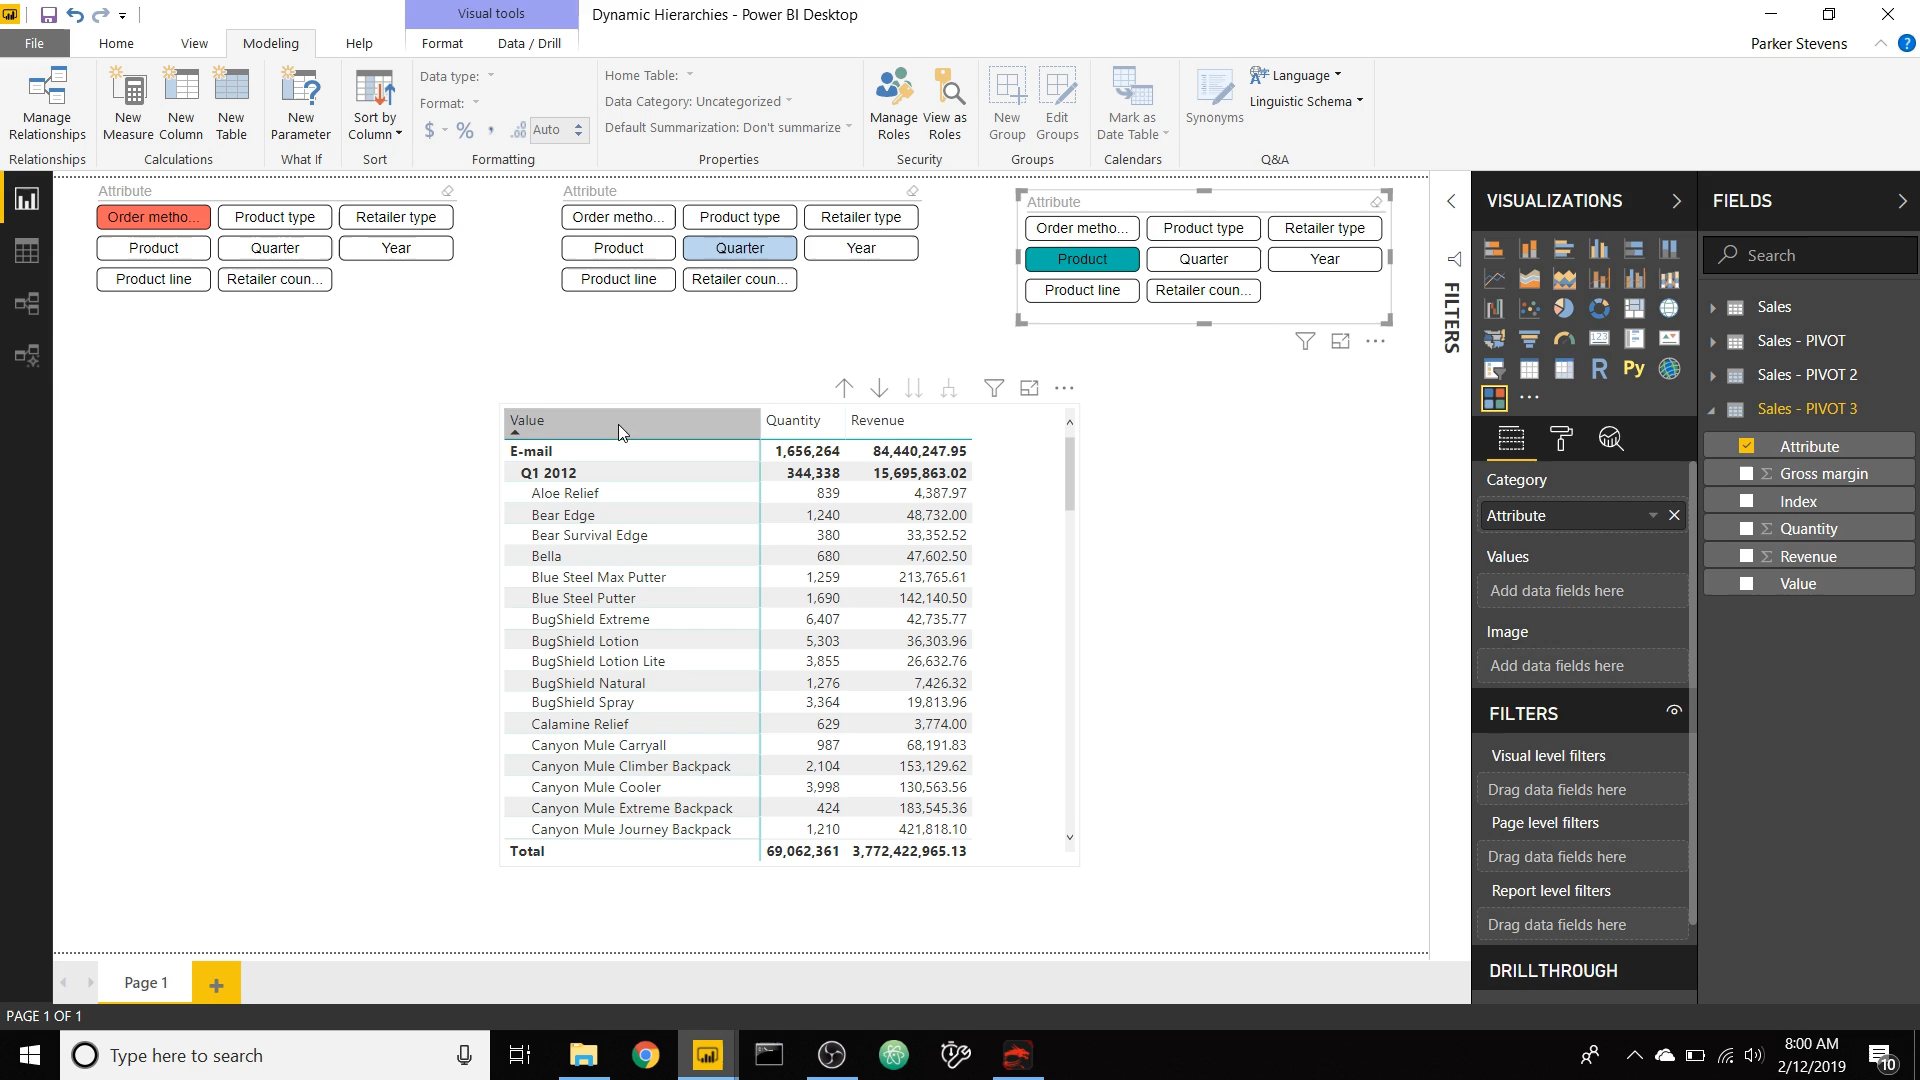 Visual tools
Dynamic Hierarchies - Power BI Desktop
File
Home
View
Modeling
Help
Format
Data / Drill
Parker Stevens
?
Manage Relationships
New Measure
New Column
New Table
New Parameter
Sort by Column
Data type:
Format:
$ % , .00 Auto
Home Table:
Data Category: Uncategorized
Default Summarization: Don't summarize
Manage Roles
View as Roles
New Group
Edit Groups
Mark as Date Table
Synonyms
Language
Linguistic Schema
Relationships
Calculations
What If
Sort
Formatting
Properties
Security
Groups
Calendars
Q&A
Attribute
Order metho...
Product type
Retailer type
Product
Quarter
Year
Product line
Retailer coun...
Attribute
Order metho...
Product type
Retailer type
Product
Quarter
Year
Product line
Retailer coun...
Attribute
Order metho...
Product type
Retailer type
Product
Quarter
Year
Product line
Retailer coun...
Value Quantity Revenue
E-mail 1,656,264 84,440,247.95
Q1 2012 344,338 15,695,863.02
Aloe Relief 839 4,387.97
Bear Edge 1,240 48,732.00
Bear Survival Edge 380 33,352.52
Bella 680 47,602.50
Blue Steel Max Putter 1,259 213,765.61
Blue Steel Putter 1,690 142,140.50
BugShield Extreme 6,407 42,735.77
BugShield Lotion 5,303 36,303.96
BugShield Lotion Lite 3,855 26,632.76
BugShield Natural 1,276 7,426.32
BugShield Spray 3,364 19,813.96
Calamine Relief 629 3,774.00
Canyon Mule Carryall 987 68,191.83
Canyon Mule Climber Backpack 2,104 153,129.62
Canyon Mule Cooler 3,998 130,563.56
Canyon Mule Extreme Backpack 424 183,545.36
Canyon Mule Journey Backpack 1,210 421,818.10
Total 69,062,361 3,772,422,965.13
FILTERS
VISUALIZATIONS
123
R
Py
Category
Attribute
Values
Add data fields here
Image
Add data fields here
FILTERS
Visual level filters
Drag data fields here
Page level filters
Drag data fields here
Report level filters
Drag data fields here
DRILLTHROUGH
FIELDS
Search
Sales
Sales - PIVOT
Sales - PIVOT 2
Sales - PIVOT 3
Attribute
Σ Gross margin
Index
Σ Quantity
Σ Revenue
Value
Page 1
+
PAGE 1 OF 1
Type here to search
8:00 AM
2/12/2019
10